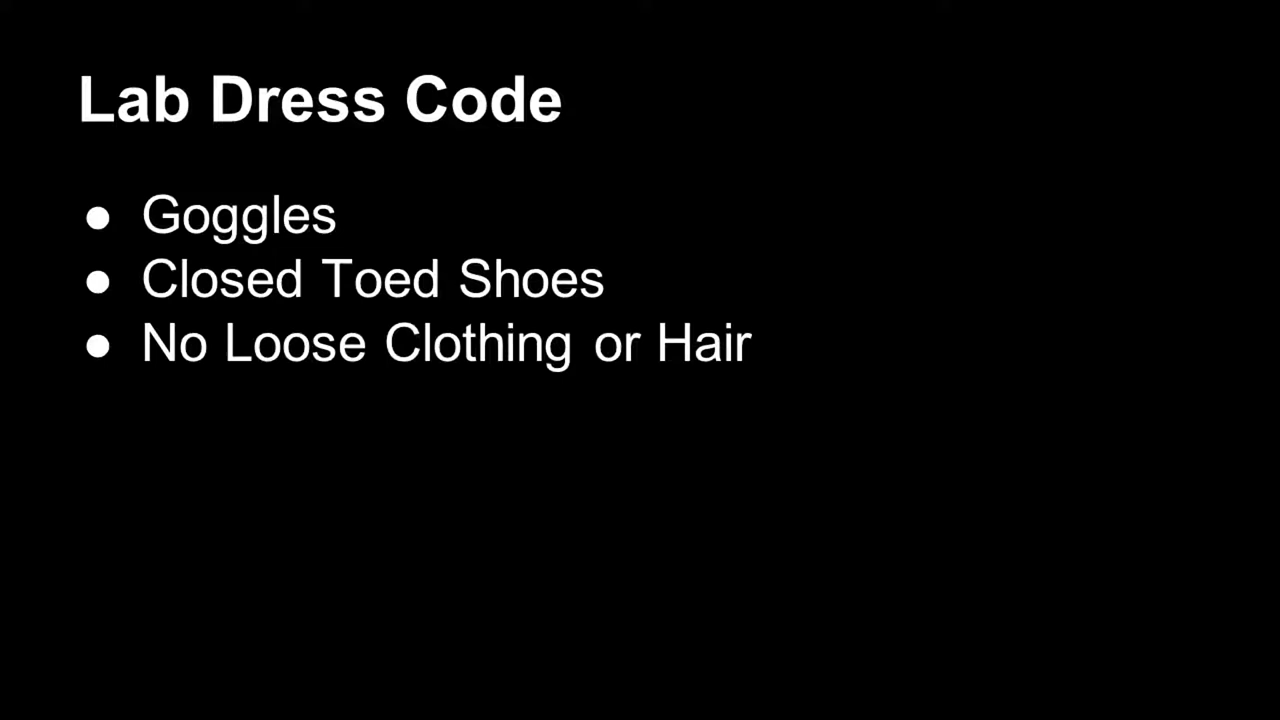 Lab Dress Code
● Goggles
● Closed Toed Shoes
● No Loose Clothing or Hair